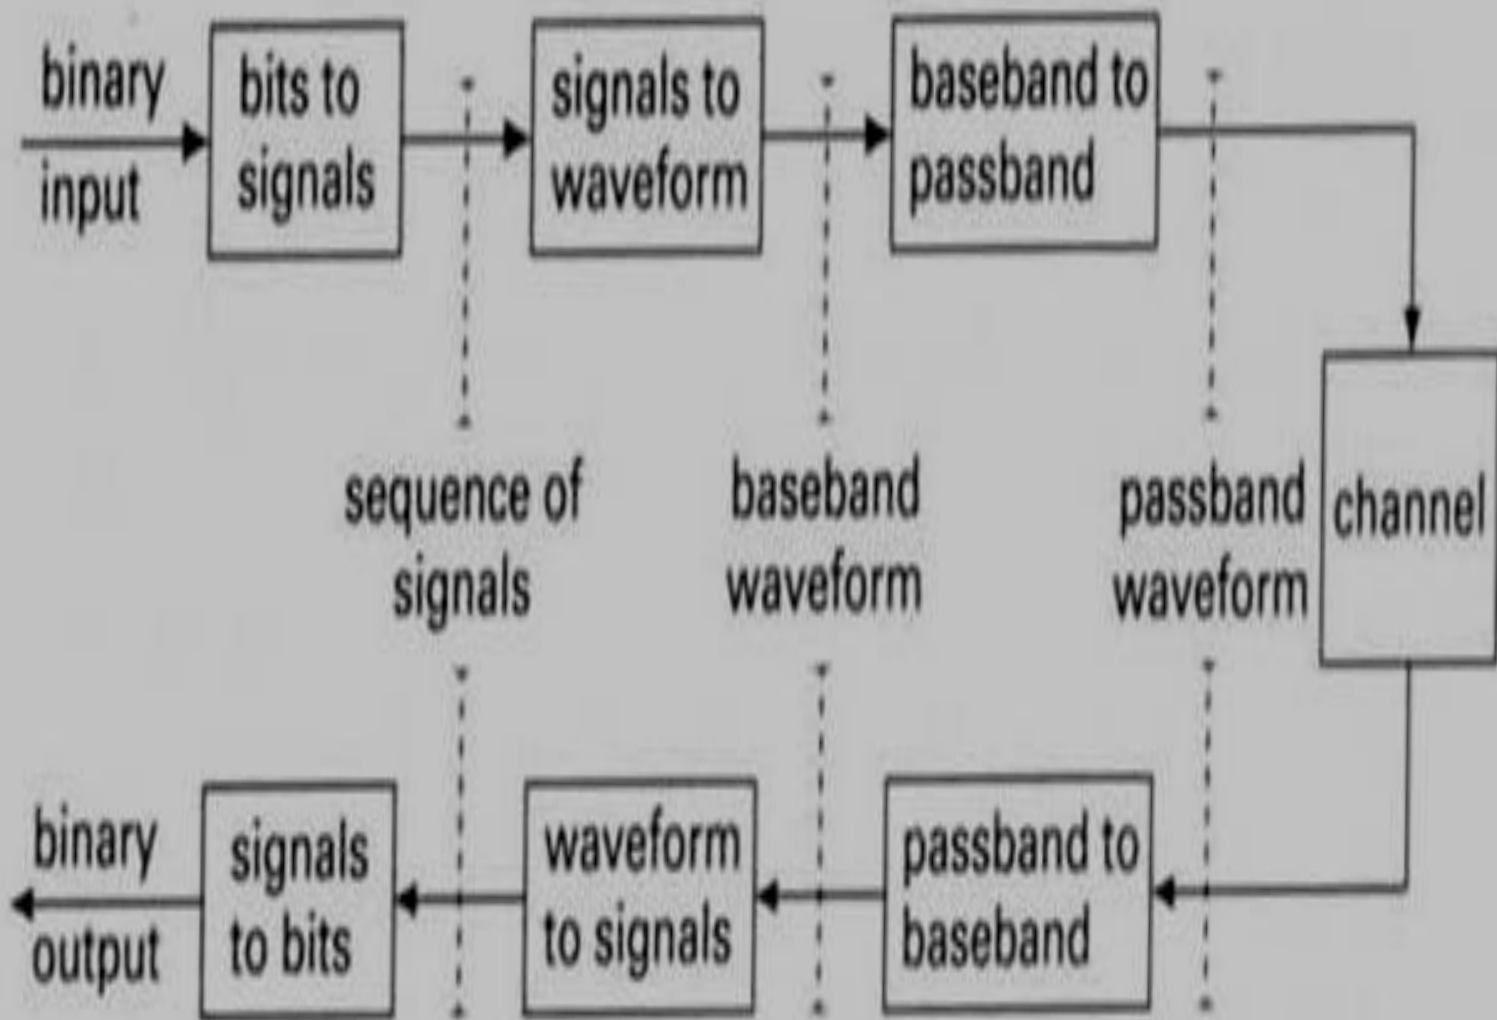 binary
input
bits to
signals
signals to
waveform
baseband to
passband
sequence of
signals
baseband
waveform
passband
waveform
channel
binary
output
signals
to bits
waveform
to signals
passband to
baseband